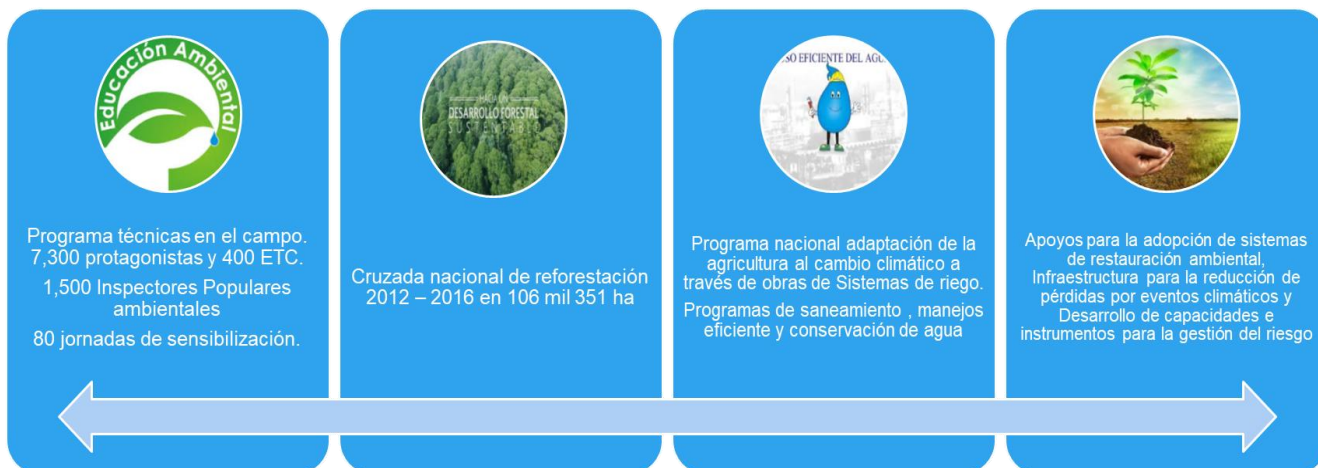 Educación Ambiental
Programa técnicas en el campo.
7,300 protagonistas y 400 ETC.
1,500 Inspectores Populares
ambientales
80 jornadas de sensibilización.
HACIA UN
DESARROLLO FORESTAL
SUSTENTABLE
Cruzada nacional de reforestación
2012 – 2016 en 106 mil 351 ha
USO EFICIENTE DEL AGUA
Programa nacional adaptación de la
agricultura al cambio climático a
través de obras de Sistemas de riego.
Programas de saneamiento , manejos
eficiente y conservación de agua
Apoyos para la adopción de sistemas
de restauración ambiental,
Infraestructura para la reducción de
pérdidas por eventos climáticos y
Desarrollo de capacidades e
instrumentos para la gestión del riesgo